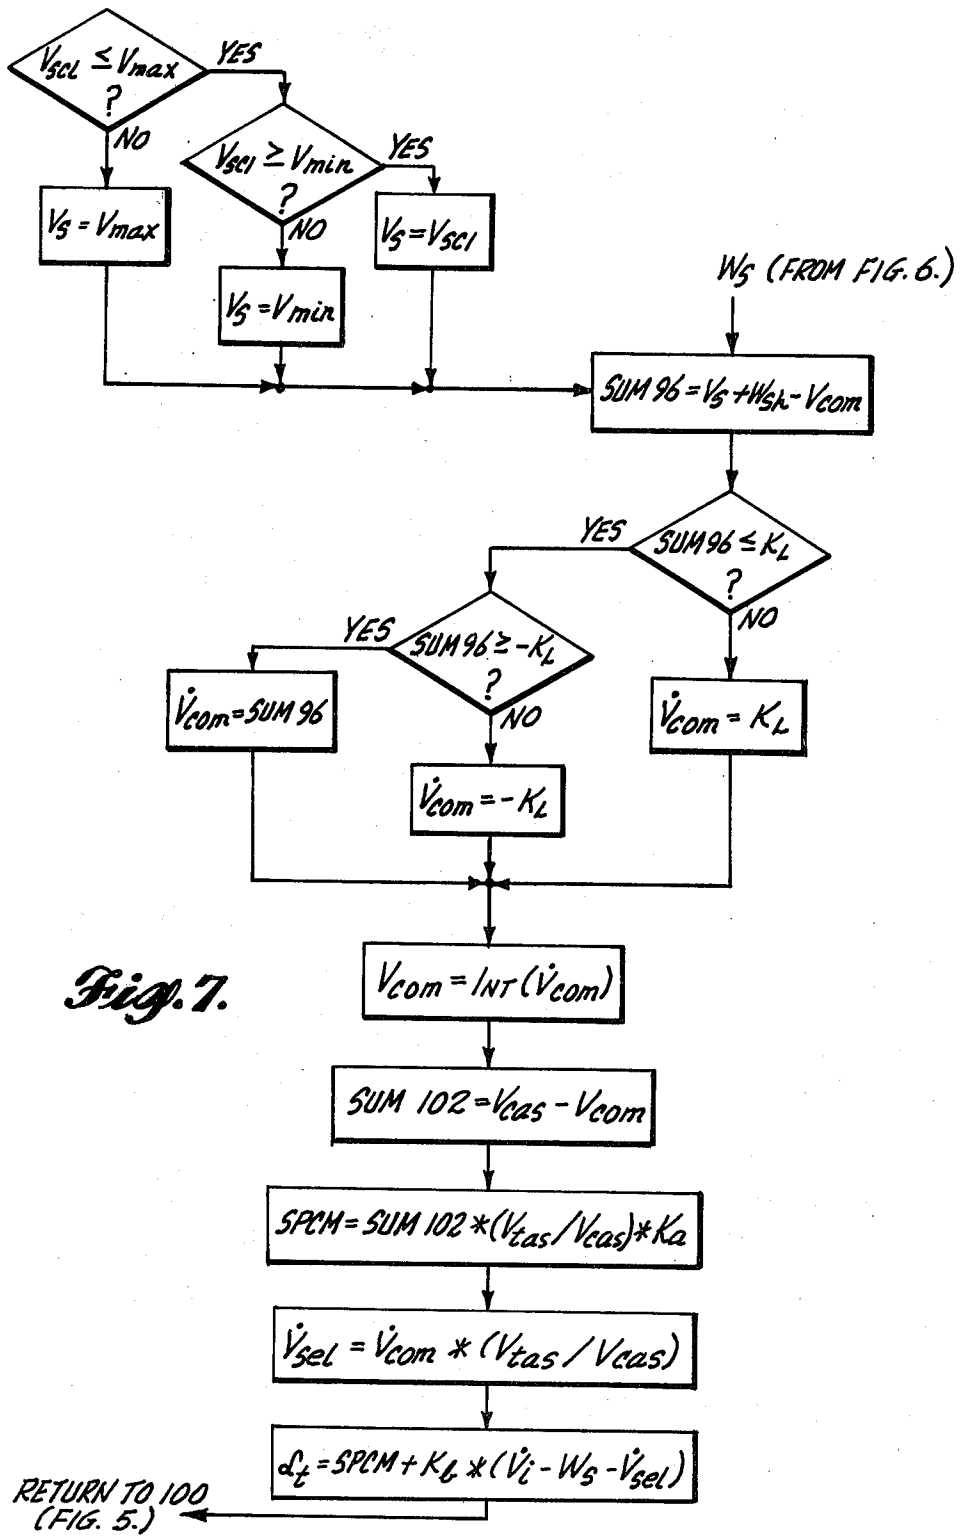 V_SCL ≤ V_max
?
YES
NO
V_SCI ≥ V_min
?
YES
NO
V_S = V_max
V_S = V_SCI
V_S = V_min
W_S (FROM FIG. 6.)
SUM 96 = V_S + W_Sh - V_com
SUM 96 ≤ K_L
?
YES
NO
SUM 96 ≥ -K_L
?
YES
NO
V̇_com = SUM 96
V̇_com = K_L
V̇_com = - K_L
V_com = INT (V̇_com)
Fig. 7.
SUM 102 = V_cas - V_com
SPCM = SUM 102 * (V_tas / V_cas) * K_a
V̇_sel = V̇_com * (V_tas / V_cas)
𝛼_t = SPCM + K_b * (V̇_i - W_S - V̇_sel)
RETURN TO 100
(FIG. 5.)